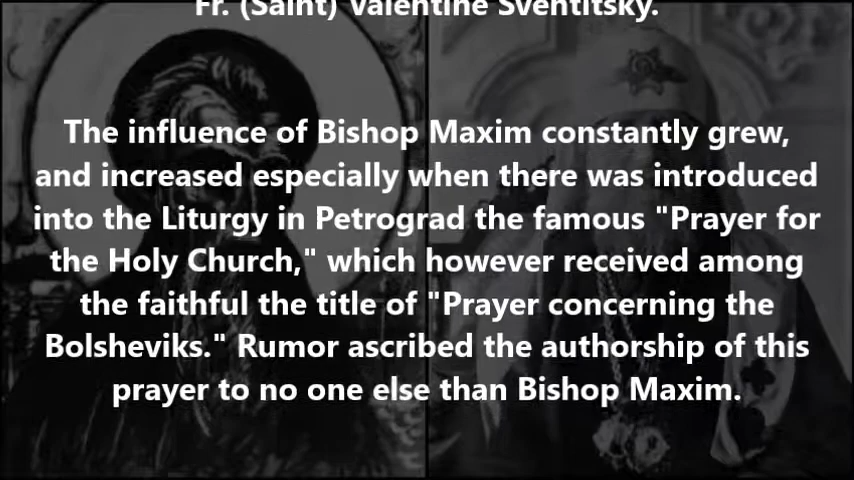 Fr. (Saint) Valentine Sventitsky.
The influence of Bishop Maxim constantly grew,
and increased especially when there was introduced
into the Liturgy in Petrograd the famous "Prayer for
the Holy Church," which however received among
the faithful the title of "Prayer concerning the
Bolsheviks." Rumor ascribed the authorship of this
prayer to no one else than Bishop Maxim.